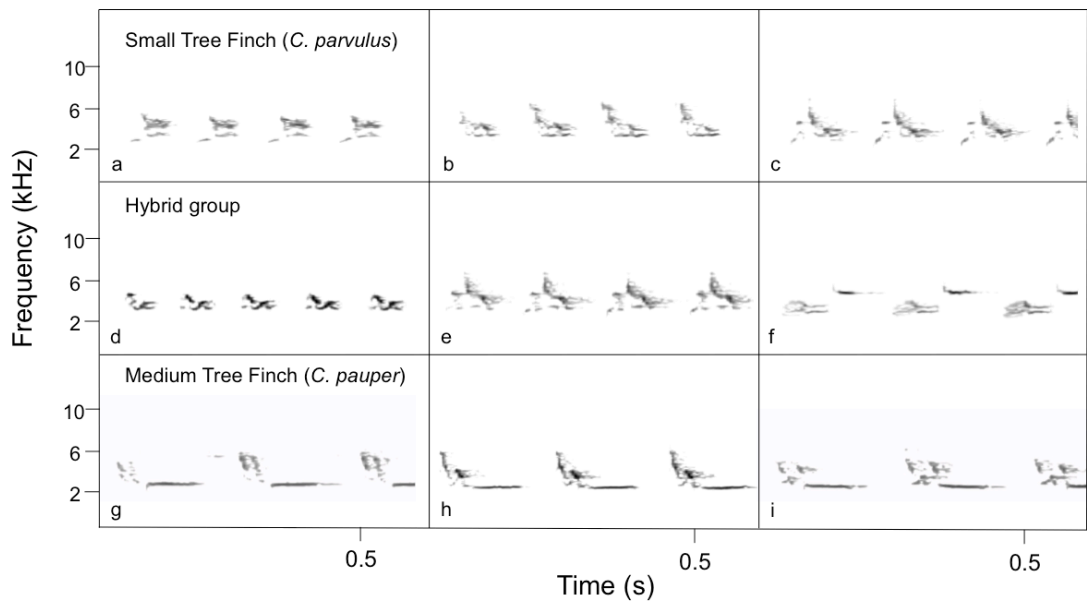 Small Tree Finch (C. parvulus)
10
6
2
a
b
c
Hybrid group
10
6
2
d
e
f
Medium Tree Finch (C. pauper)
10
6
2
g
h
i
Frequency (kHz)
0.5
0.5
0.5
Time (s)